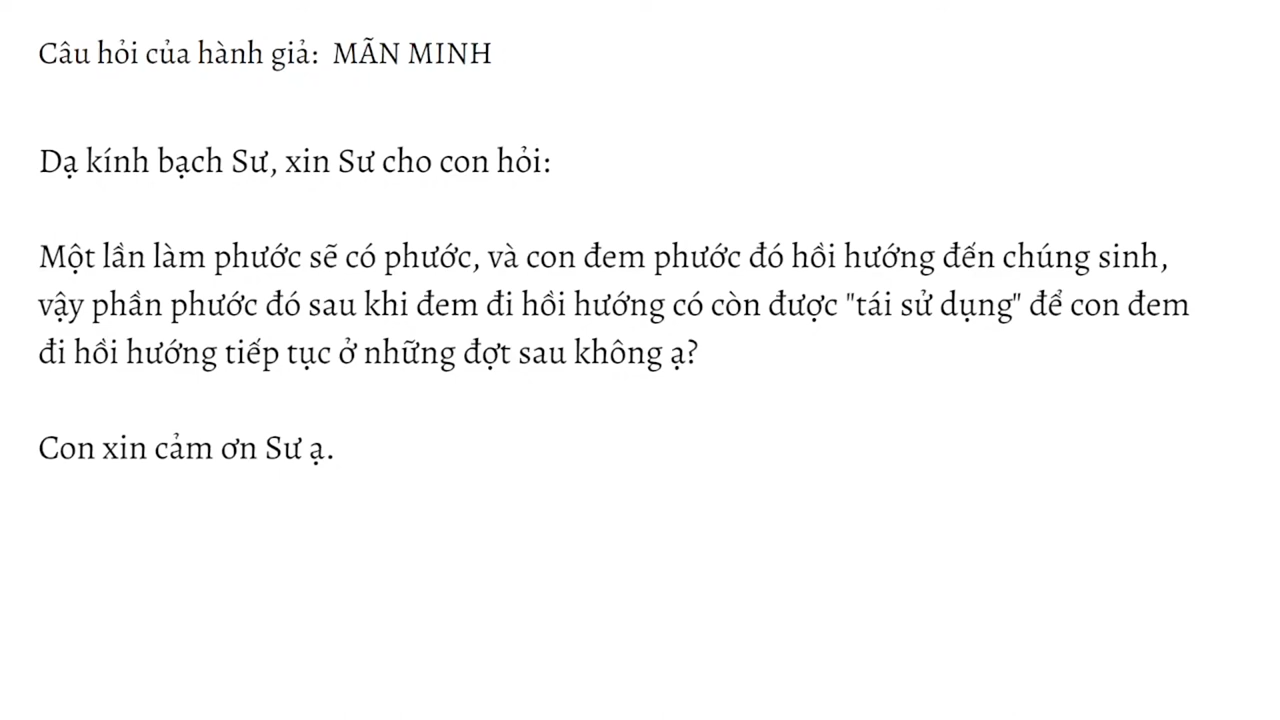 Câu hỏi của hành giả: MÃN MINH
Dạ kính bạch Sư, xin Sư cho con hỏi:
Một lần làm phước sẽ có phước, và con đem phước đó hồi hướng đến chúng sinh,
vậy phần phước đó sau khi đem đi hồi hướng có còn được "tái sử dụng" để con đem
đi hồi hướng tiếp tục ở những đợt sau không ạ?
Con xin cảm ơn Sư ạ.